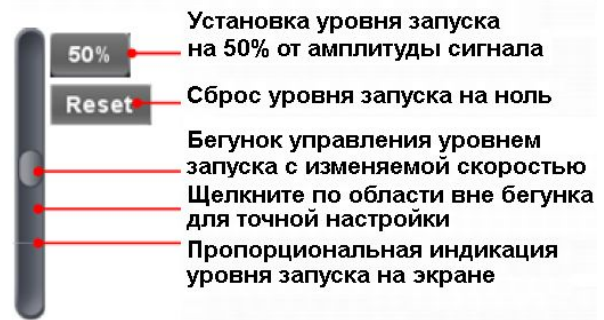 50%
Установка уровня запуска
на 50% от амплитуды сигнала
Reset
Сброс уровня запуска на ноль
Бегунок управления уровнем
запуска с изменяемой скоростью
Щелкните по области вне бегунка
для точной настройки
Пропорциональная индикация
уровня запуска на экране